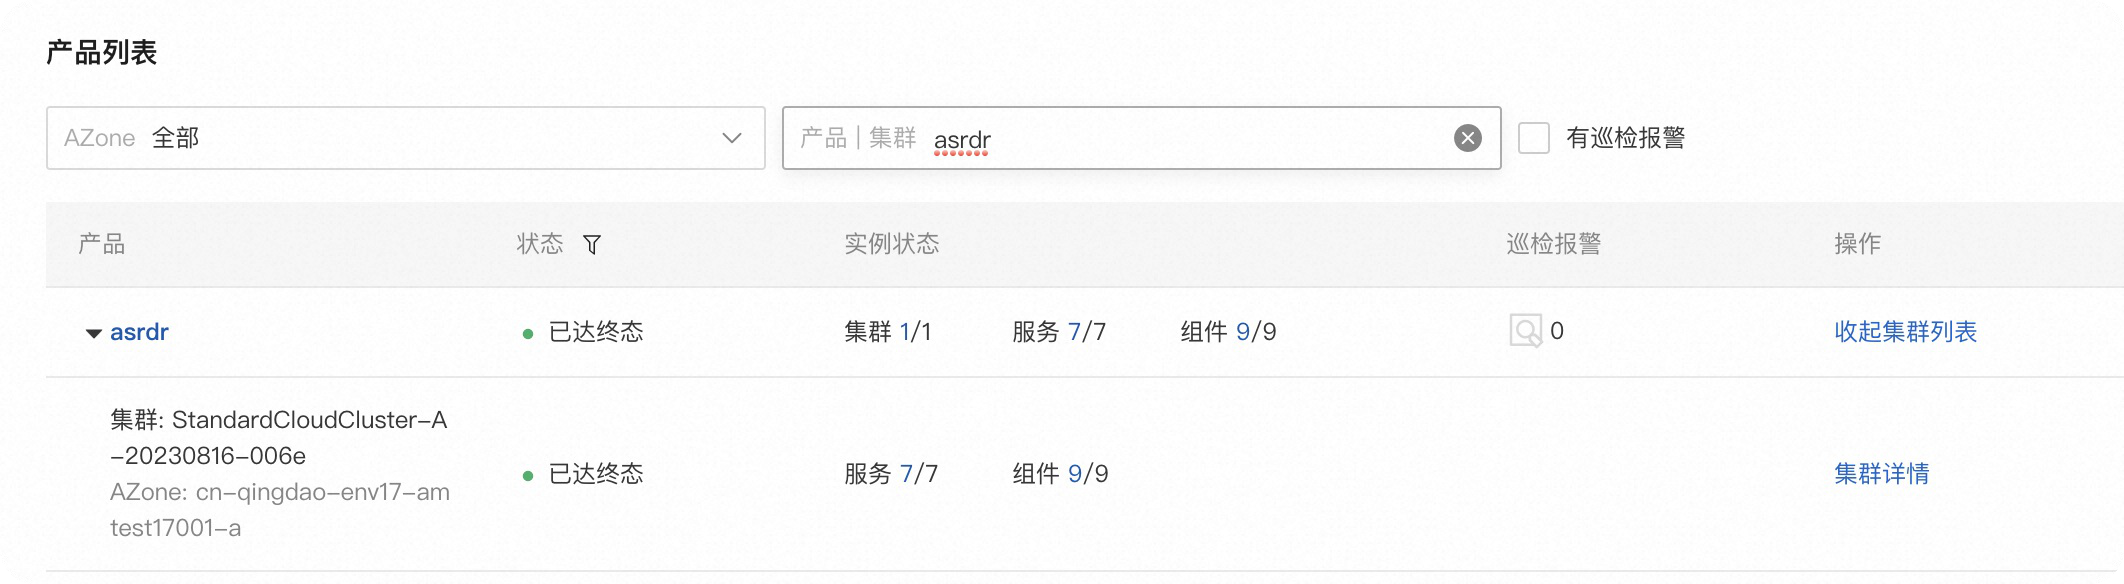 产品列表
AZone 全部
产品 | 集群 asrdr
有巡检报警
产品 状态 实例状态 巡检报警 操作
asrdr 已达终态 集群 1/1 服务 7/7 组件 9/9 0 收起集群列表
集群: StandardCloudCluster-A
-20230816-006e
AZone: cn-qingdao-env17-am
test17001-a
已达终态 服务 7/7 组件 9/9 集群详情